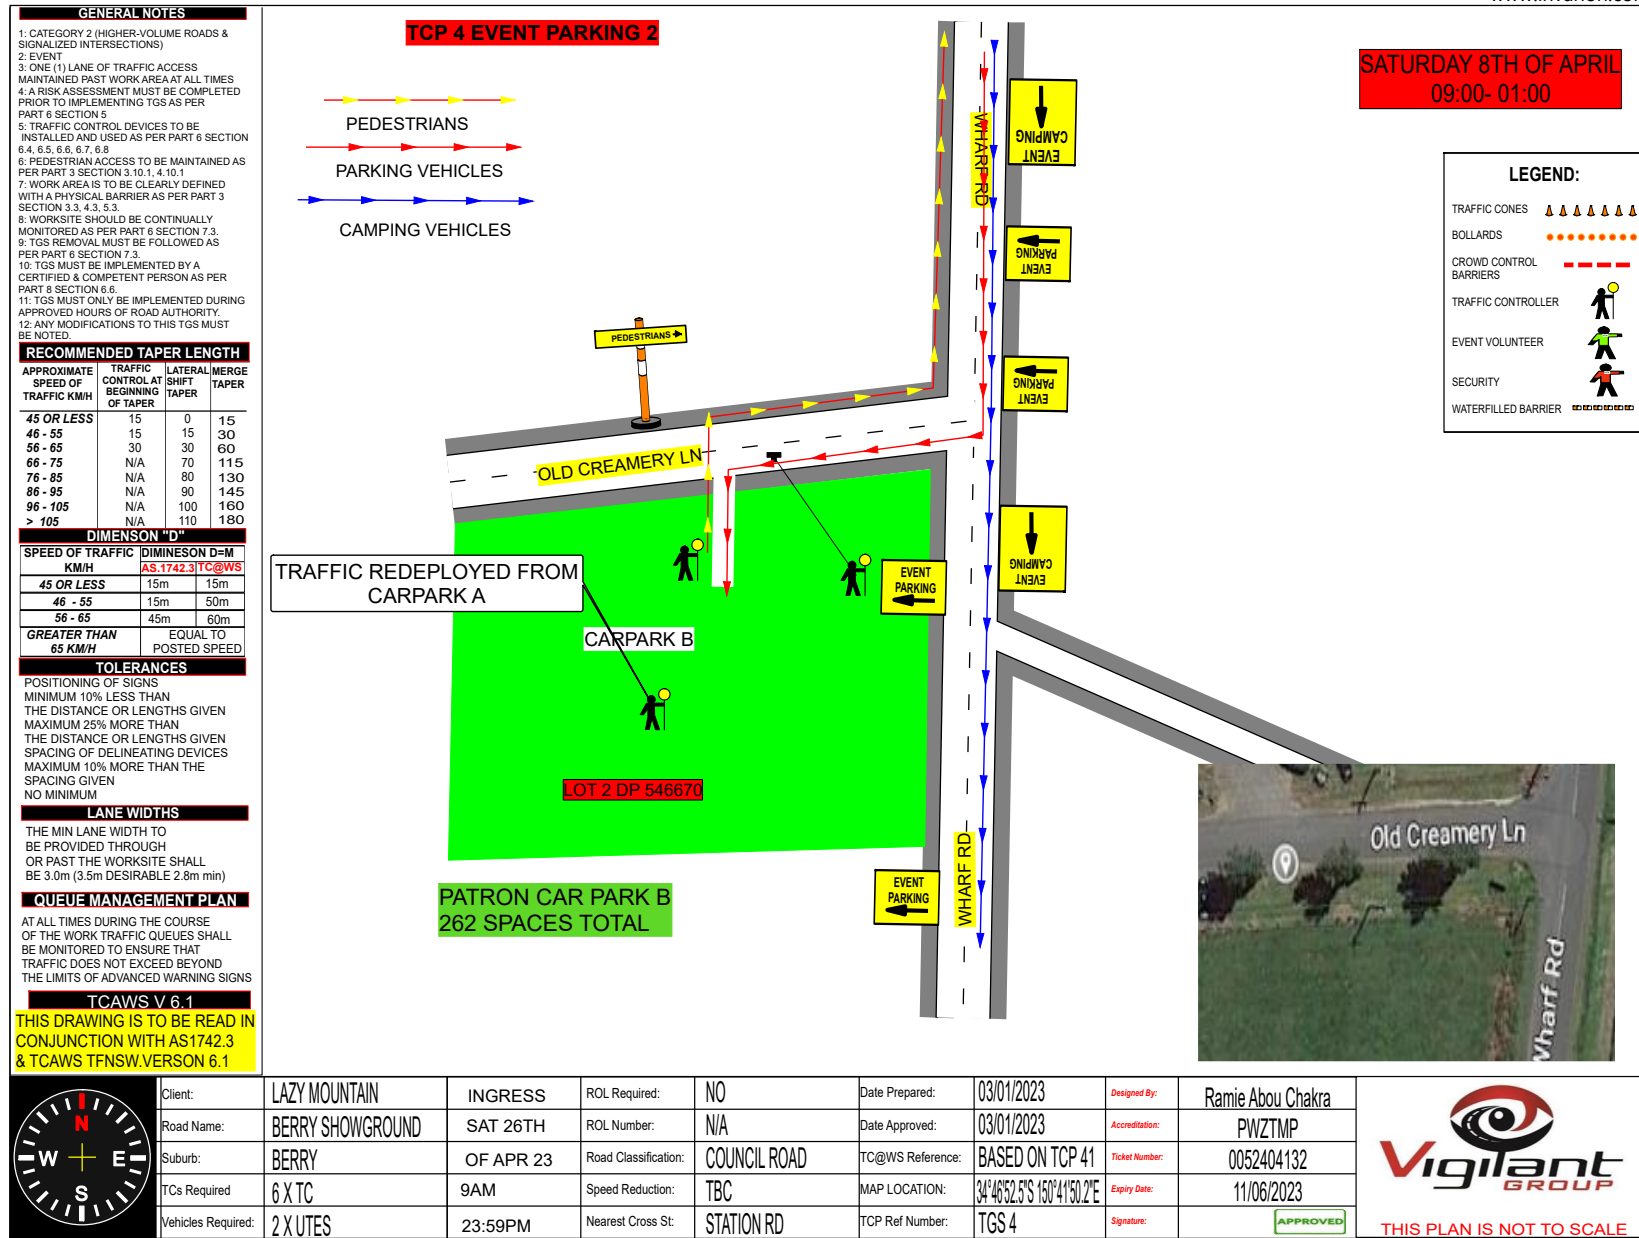 GENERAL NOTES
1: CATEGORY 2 (HIGHER-VOLUME ROADS &
SIGNALIZED INTERSECTIONS)
2: EVENT
3: ONE (1) LANE OF TRAFFIC ACCESS
MAINTAINED PAST WORK AREA AT ALL TIMES
4: A RISK ASSESSMENT MUST BE COMPLETED
PRIOR TO IMPLEMENTING TGS AS PER
PART 6 SECTION 5
5: TRAFFIC CONTROL DEVICES TO BE
INSTALLED AND USED AS PER PART 6 SECTION
6.4, 6.5, 6.6, 6.7, 6.8
6: PEDESTRIAN ACCESS TO BE MAINTAINED AS
PER PART 3 SECTION 3.10.1, 4.10.1
7: WORK AREA IS TO BE CLEARLY DEFINED
WITH A PHYSICAL BARRIER AS PER PART 3
SECTION 3.3, 4.3, 5.3.
8: WORKSITE SHOULD BE CONTINUALLY
MONITORED AS PER PART 6 SECTION 7.3.
9: TGS REMOVAL MUST BE FOLLOWED AS
PER PART 6 SECTION 7.3.
10: TGS MUST BE IMPLEMENTED BY A
CERTIFIED & COMPETENT PERSON AS PER
PART 8 SECTION 6.6.
11: TGS MUST ONLY BE IMPLEMENTED DURING
APPROVED HOURS OF ROAD AUTHORITY.
12: ANY MODIFICATIONS TO THIS TGS MUST
BE NOTED.
RECOMMENDED TAPER LENGTH
APPROXIMATE SPEED OF TRAFFIC KM/H TRAFFIC CONTROL AT BEGINNING OF TAPER LATERAL SHIFT TAPER MERGE TAPER
45 OR LESS 15 0 15
46 - 55 15 15 30
56 - 65 30 30 60
66 - 75 N/A 70 115
76 - 85 N/A 80 130
86 - 95 N/A 90 145
96 - 105 N/A 100 160
> 105 N/A 110 180
DIMENSON "D"
SPEED OF TRAFFIC KM/H DIMINESON D=M
AS.1742.3 TC@WS
45 OR LESS 15m 15m
46 - 55 15m 50m
56 - 65 45m 60m
GREATER THAN 65 KM/H EQUAL TO POSTED SPEED
TOLERANCES
POSITIONING OF SIGNS
MINIMUM 10% LESS THAN
THE DISTANCE OR LENGTHS GIVEN
MAXIMUM 25% MORE THAN
THE DISTANCE OR LENGTHS GIVEN
SPACING OF DELINEATING DEVICES
MAXIMUM 10% MORE THAN THE
SPACING GIVEN
NO MINIMUM
LANE WIDTHS
THE MIN LANE WIDTH TO
BE PROVIDED THROUGH
OR PAST THE WORKSITE SHALL
BE 3.0m (3.5m DESIRABLE 2.8m min)
QUEUE MANAGEMENT PLAN
AT ALL TIMES DURING THE COURSE
OF THE WORK TRAFFIC QUEUES SHALL
BE MONITORED TO ENSURE THAT
TRAFFIC DOES NOT EXCEED BEYOND
THE LIMITS OF ADVANCED WARNING SIGNS
TCAWS V 6.1
THIS DRAWING IS TO BE READ IN
CONJUNCTION WITH AS1742.3
& TCAWS TFNSW.VERSON 6.1
TCP 4 EVENT PARKING 2
PEDESTRIANS
PARKING VEHICLES
CAMPING VEHICLES
SATURDAY 8TH OF APRIL
09:00- 01:00
LEGEND:
TRAFFIC CONES
BOLLARDS
CROWD CONTROL
BARRIERS
TRAFFIC CONTROLLER
EVENT VOLUNTEER
SECURITY
WATERFILLED BARRIER
WHARF RD
EVENT
CAMPING
EVENT
PARKING
EVENT
PARKING
EVENT
CAMPING
PEDESTRIANS
OLD CREAMERY LN
TRAFFIC REDEPLOYED FROM
CARPARK A
CARPARK B
EVENT
PARKING
LOT 2 DP 546670
PATRON CAR PARK B
262 SPACES TOTAL
EVENT
PARKING
WHARF RD
Old Creamery Ln
Wharf Rd
N
W E
S
Client: LAZY MOUNTAIN INGRESS ROL Required: NO Date Prepared: 03/01/2023 Designed By: Ramie Abou Chakra
Road Name: BERRY SHOWGROUND SAT 26TH ROL Number: N/A Date Approved: 03/01/2023 Accreditation: PWZTMP
Suburb: BERRY OF APR 23 Road Classification: COUNCIL ROAD TC@WS Reference: BASED ON TCP 41 Ticket Number: 0052404132
TCs Required 6 X TC 9AM Speed Reduction: TBC MAP LOCATION: 34°46'52.5"S 150°41'50.2"E Expiry Date: 11/06/2023
Vehicles Required: 2 X UTES 23:59PM Nearest Cross St: STATION RD TCP Ref Number: TGS 4 Signature: APPROVED
Vigilant
GROUP
THIS PLAN IS NOT TO SCALE